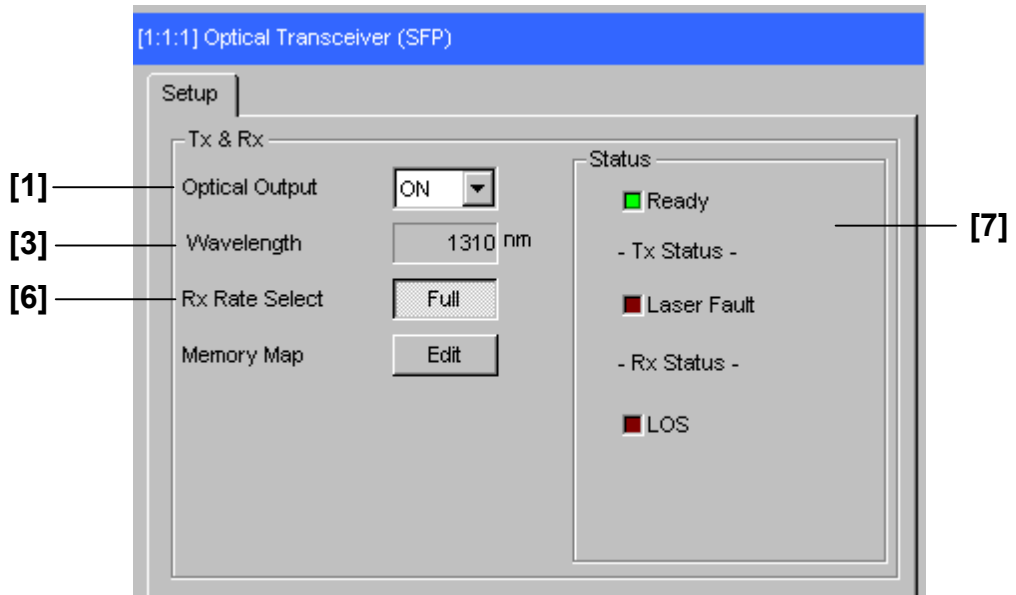 [1:1:1] Optical Transceiver (SFP)
Setup
Tx & Rx
Status
[1]
Optical Output
ON
Ready
[7]
[3]
Wavelength
1310 nm
- Tx Status -
[6]
Rx Rate Select
Full
Laser Fault
Memory Map
Edit
- Rx Status -
LOS